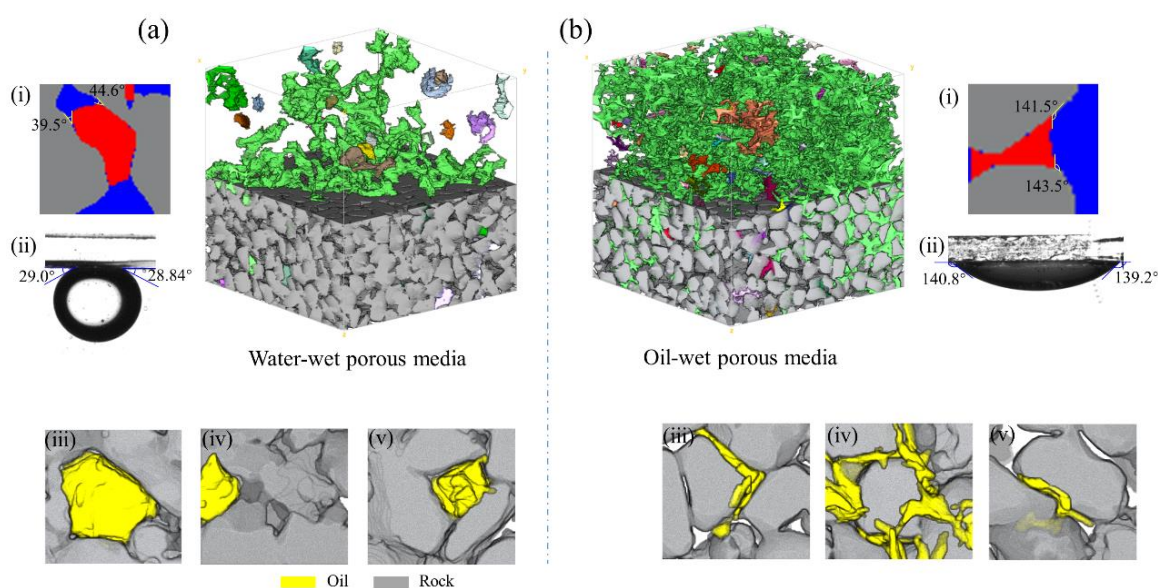 (a)
(i)
44.6°
39.5°
(ii)
29.0°
28.84°
Water-wet porous media
(iii)
(iv)
(v)
(b)
(i)
141.5°
143.5°
(ii)
140.8°
139.2°
Oil-wet porous media
(iii)
(iv)
(v)
Oil
Rock